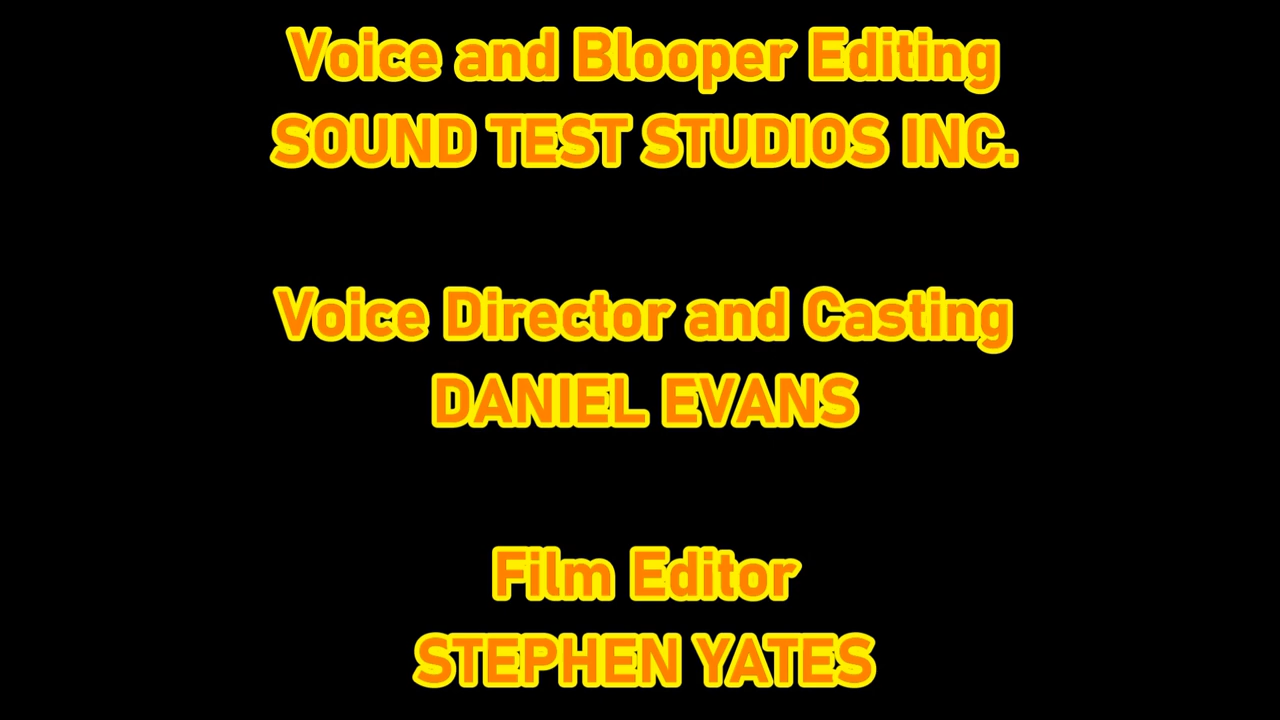 Voice and Blooper Editing
SOUND TEST STUDIOS INC.
Voice Director and Casting
DANIEL EVANS
Film Editor
STEPHEN YATES